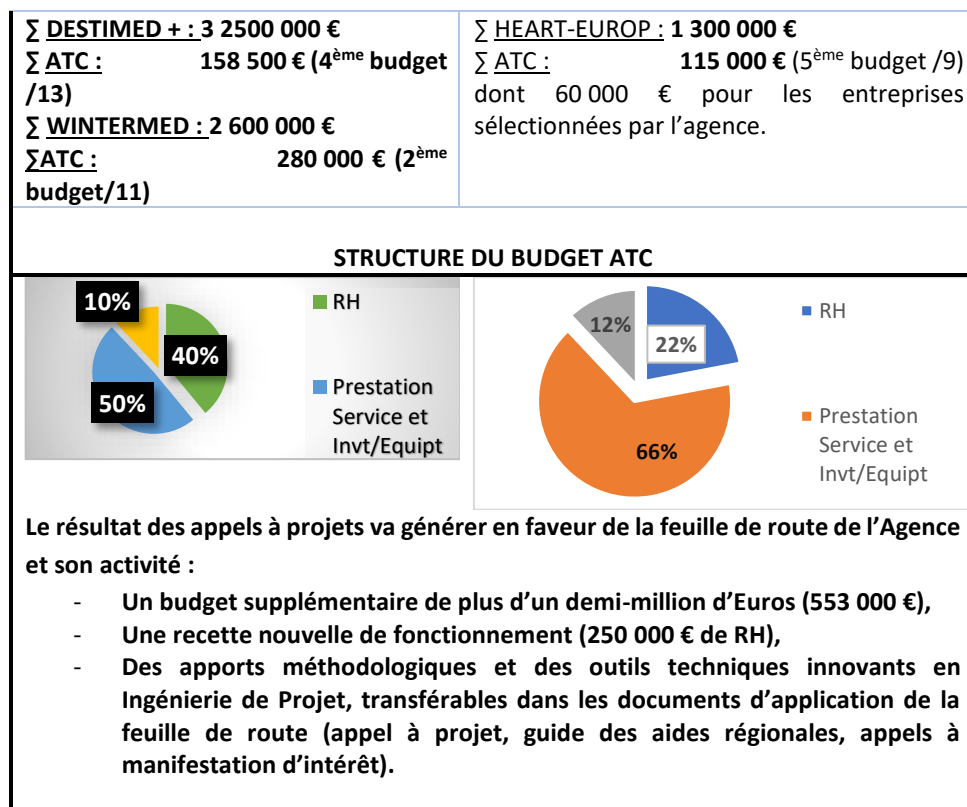 ∑ DESTIMED + : 3 2500 000 €
∑ ATC : 158 500 € (4ème budget
/13)
∑ WINTERMED : 2 600 000 €
∑ATC : 280 000 € (2ème
budget/11)
∑ HEART-EUROP : 1 300 000 €
∑ ATC : 115 000 € (5ème budget /9)
dont 60 000 € pour les entreprises
sélectionnées par l’agence.
STRUCTURE DU BUDGET ATC
10%
40%
50%
RH
Prestation
Service et
Invt/Equipt
12%
22%
66%
RH
Prestation
Service et
Invt/Equipt
Le résultat des appels à projets va générer en faveur de la feuille de route de l’Agence
et son activité :
- Un budget supplémentaire de plus d’un demi-million d’Euros (553 000 €),
- Une recette nouvelle de fonctionnement (250 000 € de RH),
- Des apports méthodologiques et des outils techniques innovants en
Ingénierie de Projet, transférables dans les documents d’application de la
feuille de route (appel à projet, guide des aides régionales, appels à
manifestation d’intérêt).